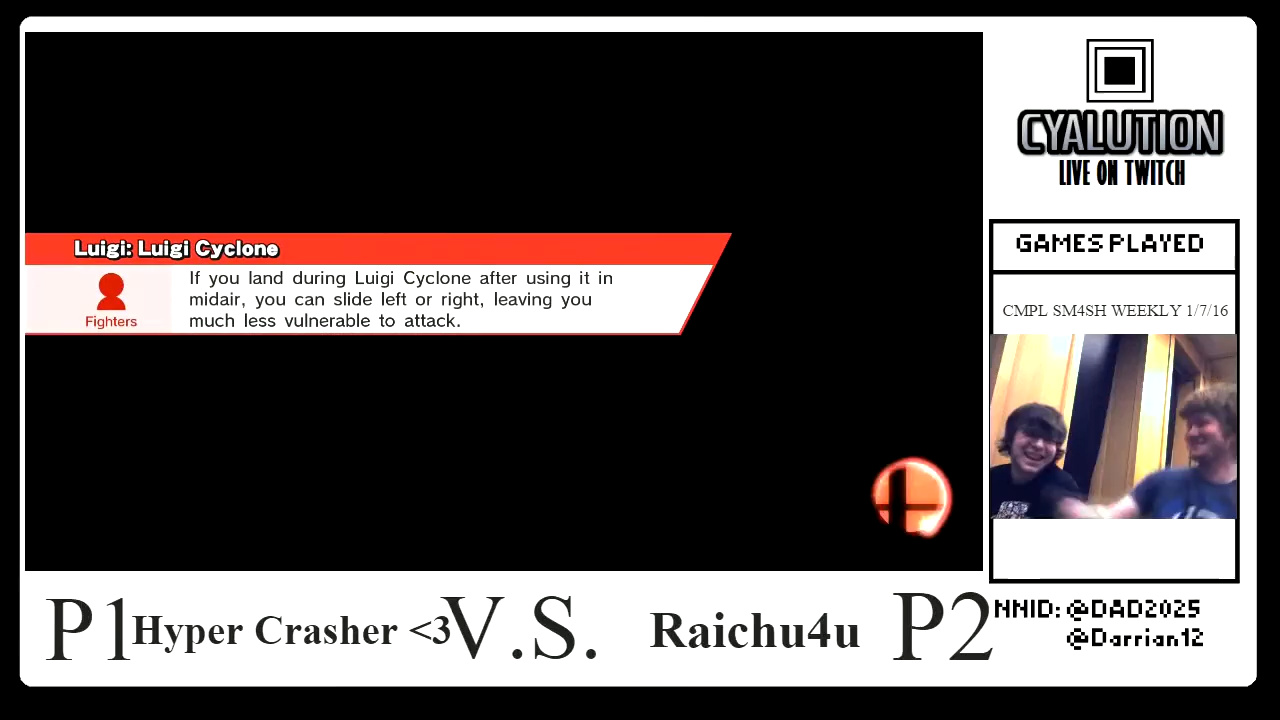 CYALUTION
LIVE ON TWITCH
Luigi: Luigi Cyclone
Fighters
If you land during Luigi Cyclone after using it in
midair, you can slide left or right, leaving you
much less vulnerable to attack.
GAMES PLAYED
CMPL SM4SH WEEKLY 1/7/16
P1 Hyper Crasher <3 V.S. Raichu4u P2
NNID: @DAD2025
@Darrian12